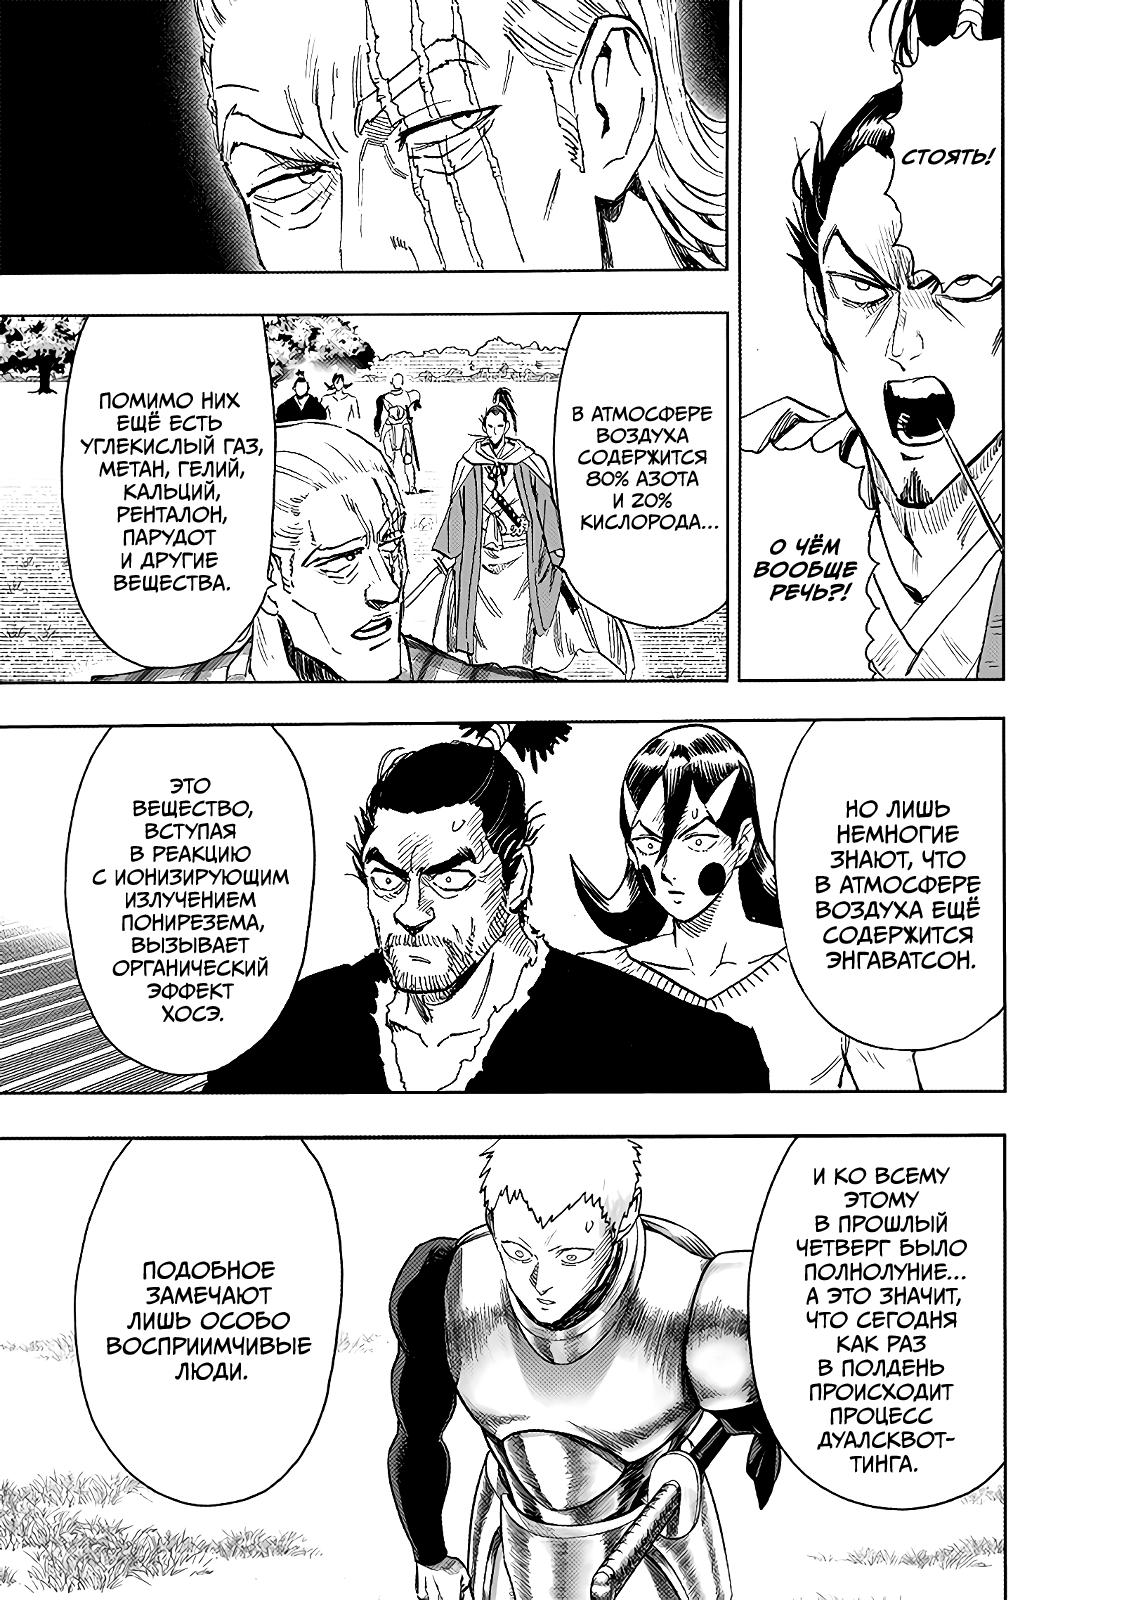 СТОЯТЬ!
О ЧЁМ
ВООБЩЕ
РЕЧЬ?!
В АТМОСФЕРЕ
ВОЗДУХА
СОДЕРЖИТСЯ
80% АЗОТА
И 20%
КИСЛОРОДА...
ПОМИМО НИХ
ЕЩЁ ЕСТЬ
УГЛЕКИСЛЫЙ ГАЗ,
МЕТАН, ГЕЛИЙ,
КАЛЬЦИЙ,
РЕНТАЛОН,
ПАРУДОТ
И ДРУГИЕ
ВЕЩЕСТВА.
НО ЛИШЬ
НЕМНОГИЕ
ЗНАЮТ, ЧТО
В АТМОСФЕРЕ
ВОЗДУХА ЕЩЁ
СОДЕРЖИТСЯ
ЭНГАВАТСОН.
ЭТО
ВЕЩЕСТВО,
ВСТУПАЯ
В РЕАКЦИЮ
С ИОНИЗИРУЮЩИМ
ИЗЛУЧЕНИЕМ
ПОНИРЕЗЕМА,
ВЫЗЫВАЕТ
ОРГАНИЧЕСКИЙ
ЭФФЕКТ
ХОСЭ.
И КО ВСЕМУ
ЭТОМУ
В ПРОШЛЫЙ
ЧЕТВЕРГ БЫЛО
ПОЛНОЛУНИЕ...
А ЭТО ЗНАЧИТ,
ЧТО СЕГОДНЯ
КАК РАЗ
В ПОЛДЕНЬ
ПРОИСХОДИТ
ПРОЦЕСС
ДУАЛСКВОТ-
ТИНГА.
ПОДОБНОЕ
ЗАМЕЧАЮТ
ЛИШЬ ОСОБО
ВОСПРИИМЧИВЫЕ
ЛЮДИ.